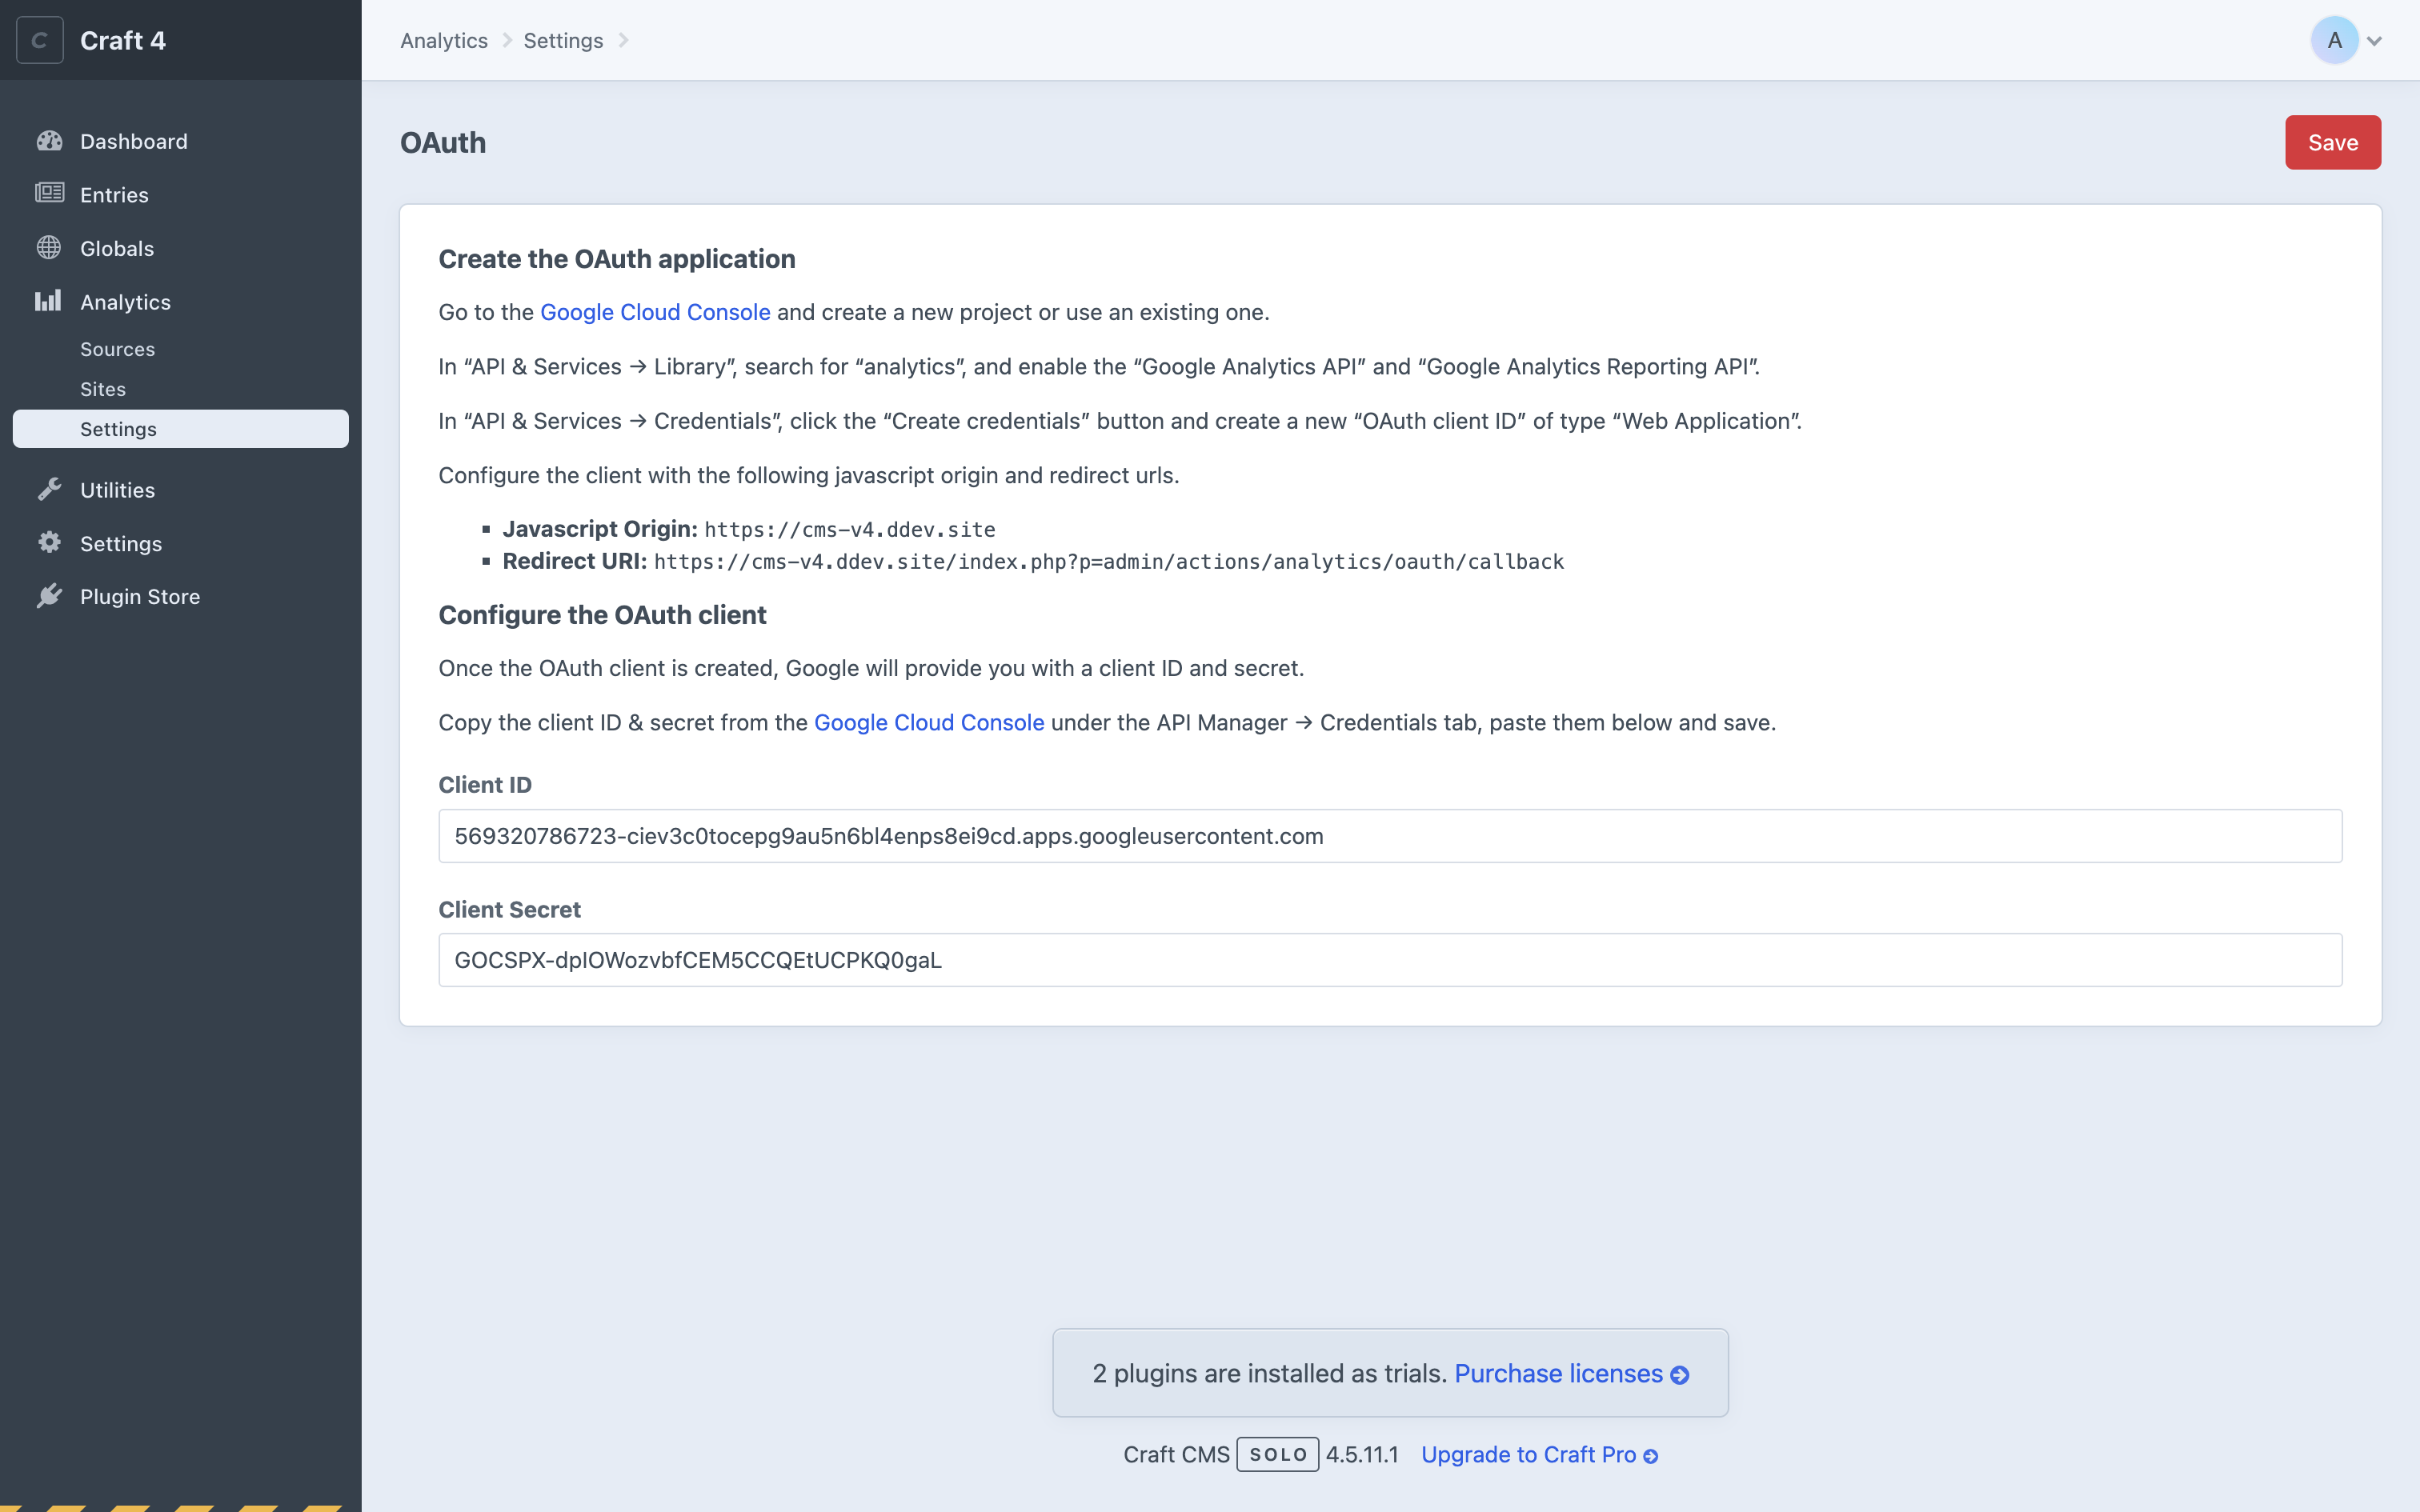 C
Craft 4
Analytics
Settings
A
Dashboard
Entries
Globals
Analytics
Sources
Sites
Settings
Utilities
Settings
Plugin Store
OAuth
Save
Create the OAuth application
Go to the Google Cloud Console and create a new project or use an existing one.
In “API & Services → Library”, search for “analytics”, and enable the “Google Analytics API” and “Google Analytics Reporting API”.
In “API & Services → Credentials”, click the “Create credentials” button and create a new “OAuth client ID” of type “Web Application”.
Configure the client with the following javascript origin and redirect urls.
▪ Javascript Origin: https://cms-v4.ddev.site
▪ Redirect URI: https://cms-v4.ddev.site/index.php?p=admin/actions/analytics/oauth/callback
Configure the OAuth client
Once the OAuth client is created, Google will provide you with a client ID and secret.
Copy the client ID & secret from the Google Cloud Console under the API Manager → Credentials tab, paste them below and save.
Client ID
569320786723-ciev3c0tocepg9au5n6bl4enps8ei9cd.apps.googleusercontent.com
Client Secret
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
2 plugins are installed as trials. Purchase licenses
Craft CMS SOLO 4.5.11.1 Upgrade to Craft Pro